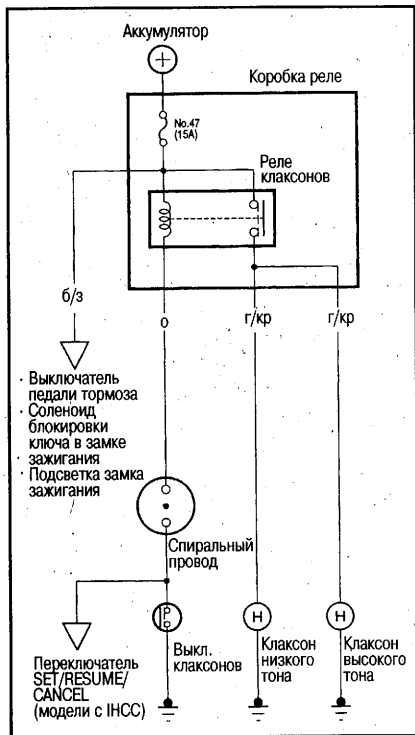 Аккумулятор
+
Коробка реле
No.47
(15А)
Реле
клаксонов
б/з
о
г/кр
г/кр
· Выключатель
педали тормоза
· Соленоид
блокировки
ключа в замке
зажигания
· Подсветка замка
зажигания
Спиральный
провод
Н
Н
Переключатель
SET/RESUME/
CANCEL
(модели с IHCC)
Выкл.
клаксонов
Клаксон
низкого
тона
Клаксон
высокого
тона